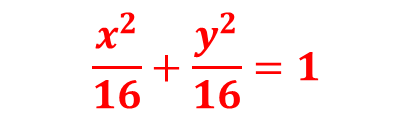 x²/16 + y²/16 = 1